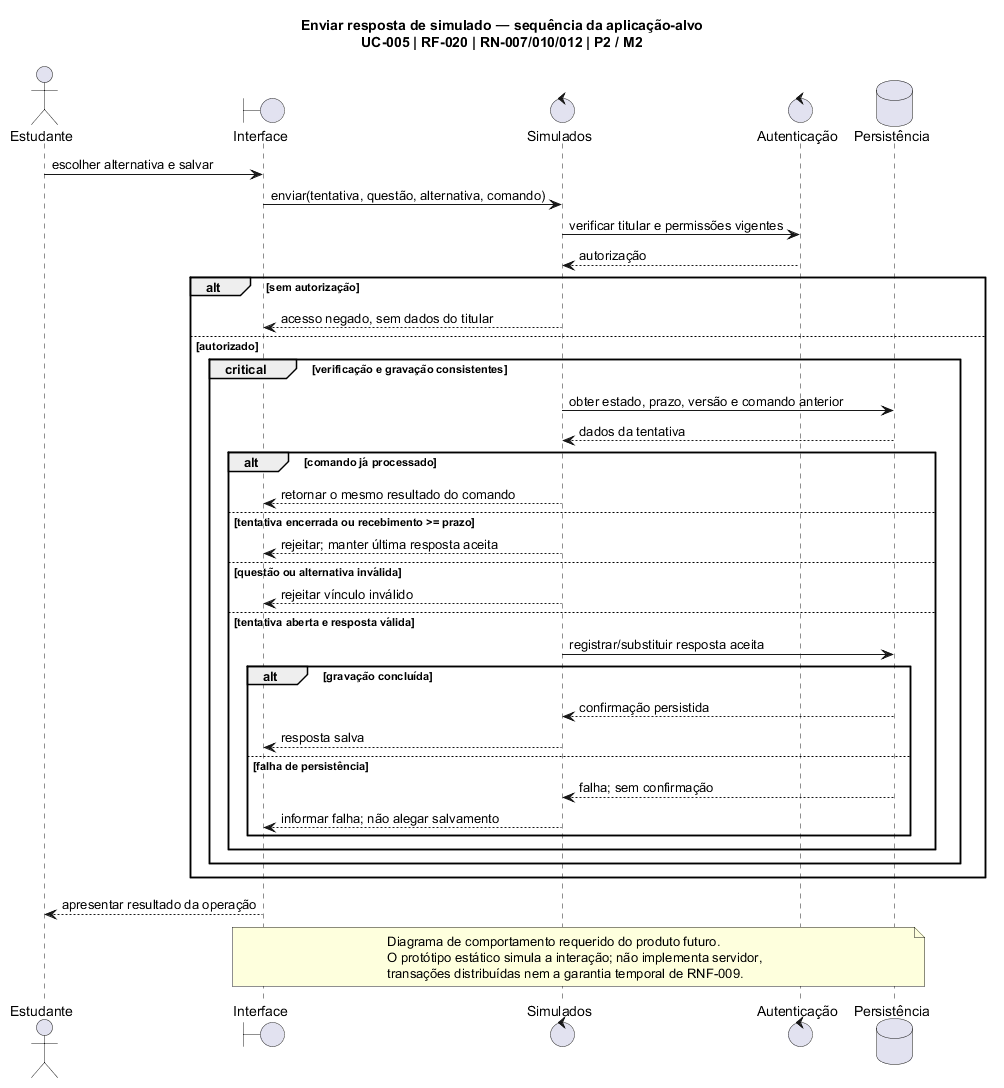 Enviar resposta de simulado — sequência da aplicação-alvo
UC-005 | RF-020 | RN-007/010/012 | P2 / M2
Estudante
Interface
Simulados
Autenticação
Persistência
escolher alternativa e salvar
enviar(tentativa, questão, alternativa, comando)
verificar titular e permissões vigentes
autorização
alt
[sem autorização]
acesso negado, sem dados do titular
[autorizado]
critical
[verificação e gravação consistentes]
obter estado, prazo, versão e comando anterior
dados da tentativa
alt
[comando já processado]
retornar o mesmo resultado do comando
[tentativa encerrada ou recebimento >= prazo]
rejeitar; manter última resposta aceita
[questão ou alternativa inválida]
rejeitar vínculo inválido
[tentativa aberta e resposta válida]
registrar/substituir resposta aceita
alt
[gravação concluída]
confirmação persistida
resposta salva
[falha de persistência]
falha; sem confirmação
informar falha; não alegar salvamento
apresentar resultado da operação
Diagrama de comportamento requerido do produto futuro.
O protótipo estático simula a interação; não implementa servidor,
transações distribuídas nem a garantia temporal de RNF-009.
Estudante
Interface
Simulados
Autenticação
Persistência